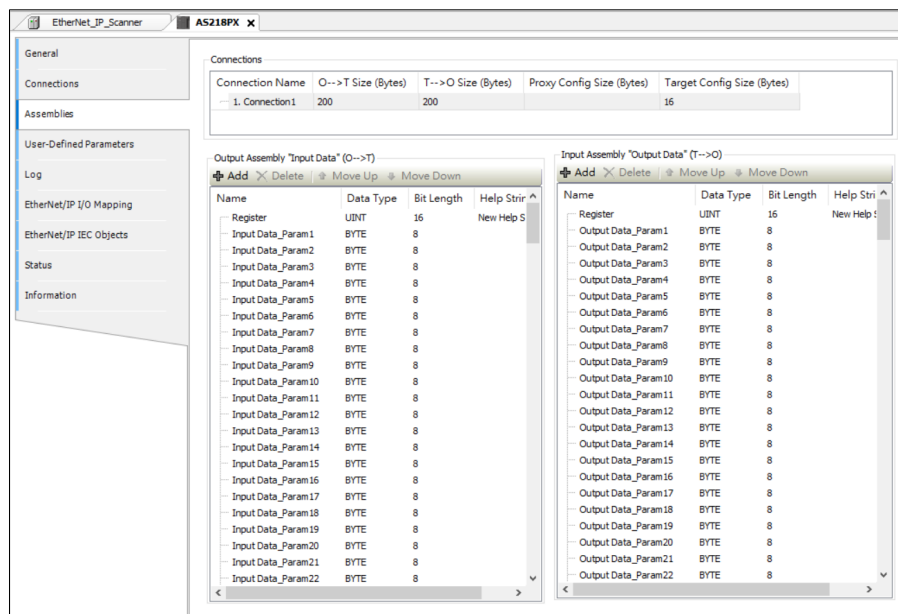 EtherNet_IP_Scanner AS218PX X
General
Connections
Assemblies
User-Defined Parameters
Log
EtherNet/IP I/O Mapping
EtherNet/IP IEC Objects
Status
Information
Connections
Connection Name O-->T Size (Bytes) T-->O Size (Bytes) Proxy Config Size (Bytes) Target Config Size (Bytes)
1. Connection1 200 200 16
Output Assembly "Input Data" (O-->T)
Add Delete Move Up Move Down
Name Data Type Bit Length Help Strir
Register UINT 16 New Help S
Input Data_Param1 BYTE 8
Input Data_Param2 BYTE 8
Input Data_Param3 BYTE 8
Input Data_Param4 BYTE 8
Input Data_Param5 BYTE 8
Input Data_Param6 BYTE 8
Input Data_Param7 BYTE 8
Input Data_Param8 BYTE 8
Input Data_Param9 BYTE 8
Input Data_Param10 BYTE 8
Input Data_Param11 BYTE 8
Input Data_Param12 BYTE 8
Input Data_Param13 BYTE 8
Input Data_Param14 BYTE 8
Input Data_Param15 BYTE 8
Input Data_Param16 BYTE 8
Input Data_Param17 BYTE 8
Input Data_Param18 BYTE 8
Input Data_Param19 BYTE 8
Input Data_Param20 BYTE 8
Input Data_Param21 BYTE 8
Input Data_Param22 BYTE 8
Input Assembly "Output Data" (T-->O)
Add Delete Move Up Move Down
Name Data Type Bit Length Help Stri
Register UINT 16 New Help S
Output Data_Param1 BYTE 8
Output Data_Param2 BYTE 8
Output Data_Param3 BYTE 8
Output Data_Param4 BYTE 8
Output Data_Param5 BYTE 8
Output Data_Param6 BYTE 8
Output Data_Param7 BYTE 8
Output Data_Param8 BYTE 8
Output Data_Param9 BYTE 8
Output Data_Param10 BYTE 8
Output Data_Param11 BYTE 8
Output Data_Param12 BYTE 8
Output Data_Param13 BYTE 8
Output Data_Param14 BYTE 8
Output Data_Param15 BYTE 8
Output Data_Param16 BYTE 8
Output Data_Param17 BYTE 8
Output Data_Param18 BYTE 8
Output Data_Param19 BYTE 8
Output Data_Param20 BYTE 8
Output Data_Param21 BYTE 8
Output Data_Param22 BYTE 8